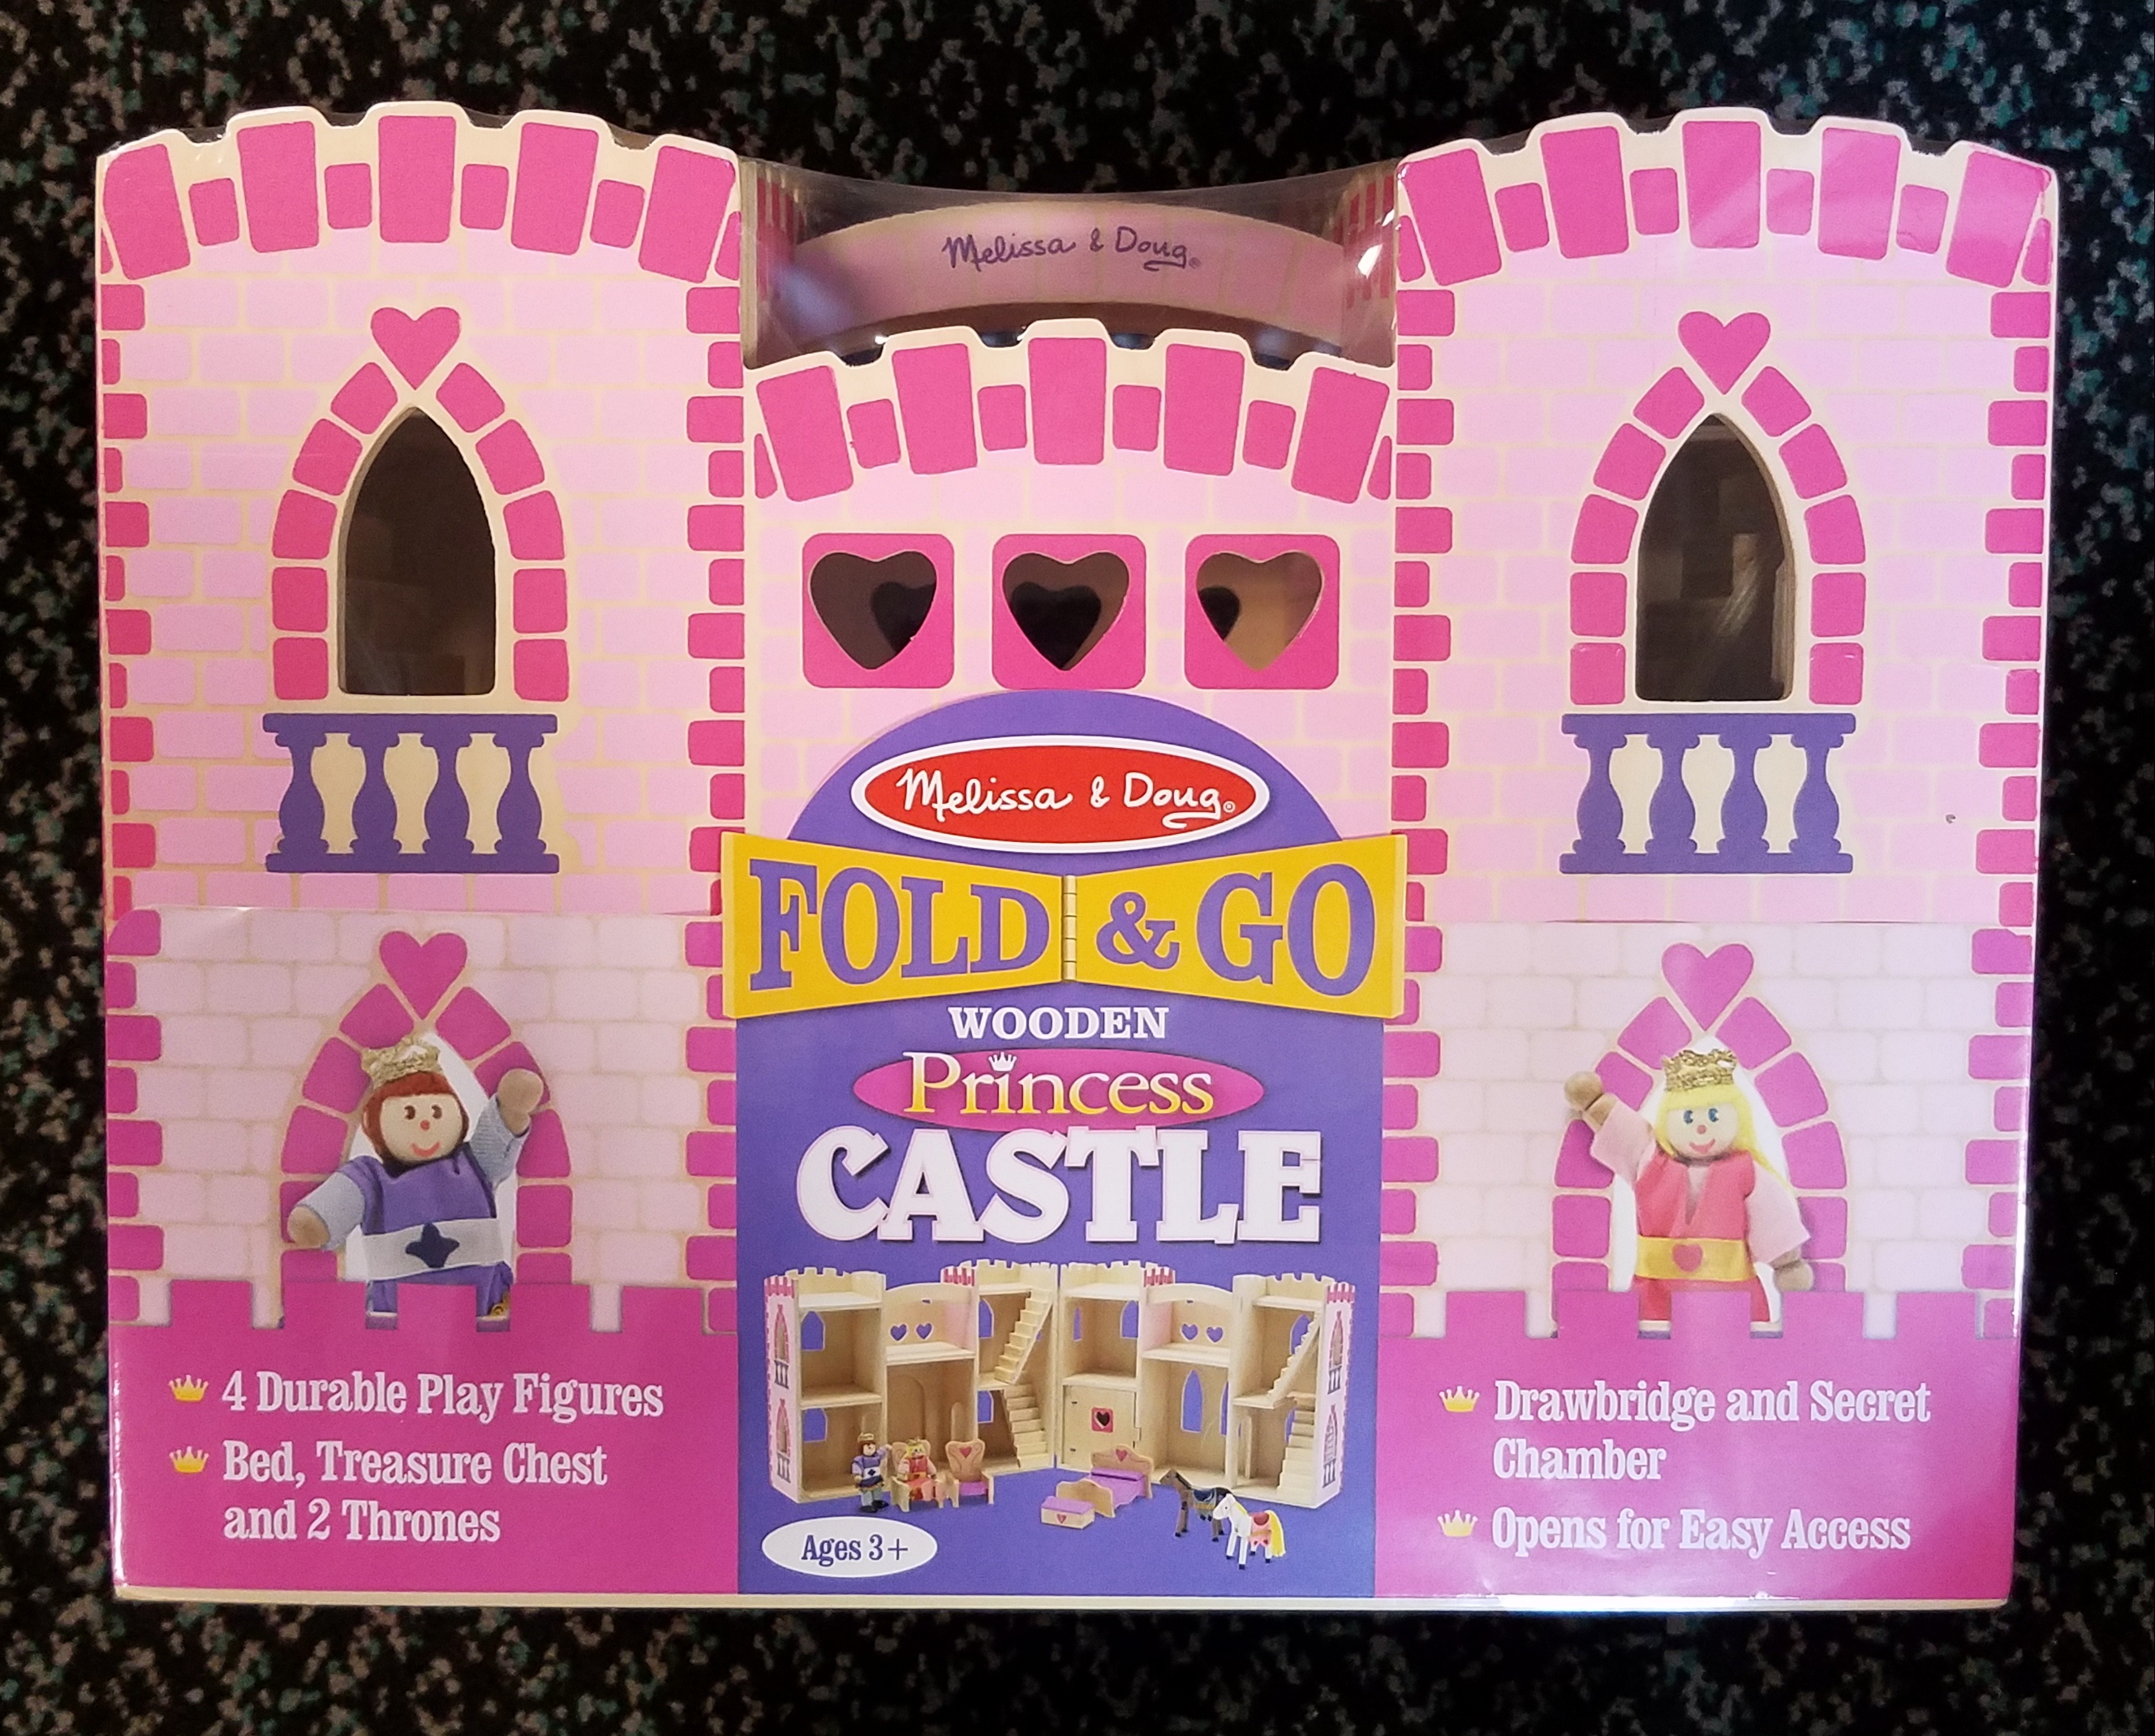 Melissa & Doug®
Melissa & Doug®
FOLD & GO
WOODEN
Princess
CASTLE
4 Durable Play Figures
Bed, Treasure Chest
and 2 Thrones
Ages 3+
Drawbridge and Secret
Chamber
Opens for Easy Access